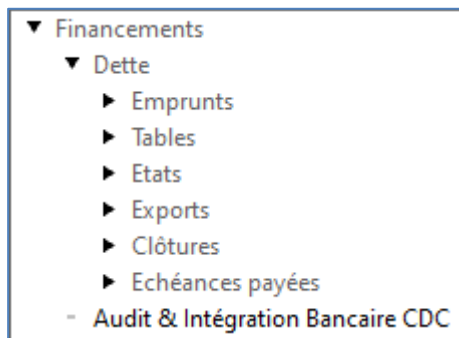 Financements
Dette
Emprunts
Tables
Etats
Exports
Clôtures
Echéances payées
Audit & Intégration Bancaire CDC